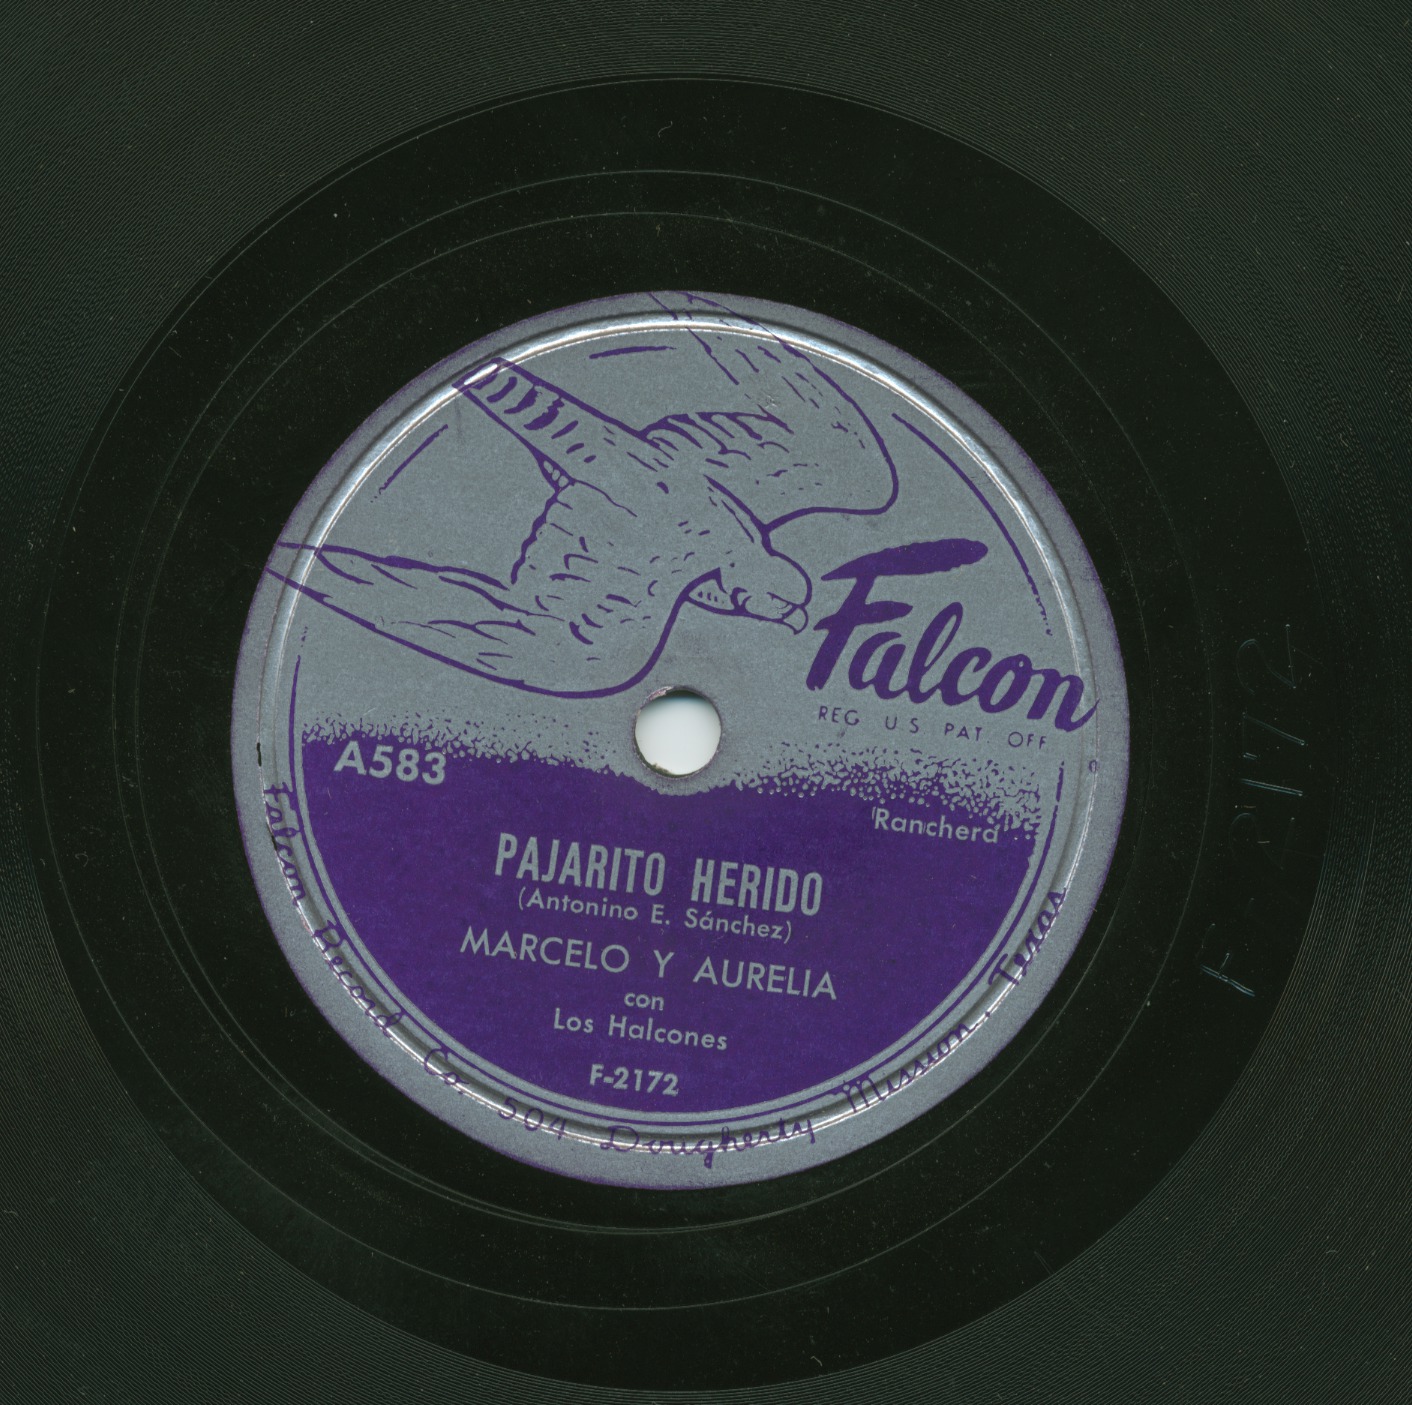 Falcon
REG US PAT. OFF.
A583
Ranchera
PAJARITO HERIDO
(Antonino E. Sánchez)
MARCELO Y AURELIA
con
Los Halcones
F-2172
Falcon Record Co. 504 Dougherty Mission, Texas
F-2172